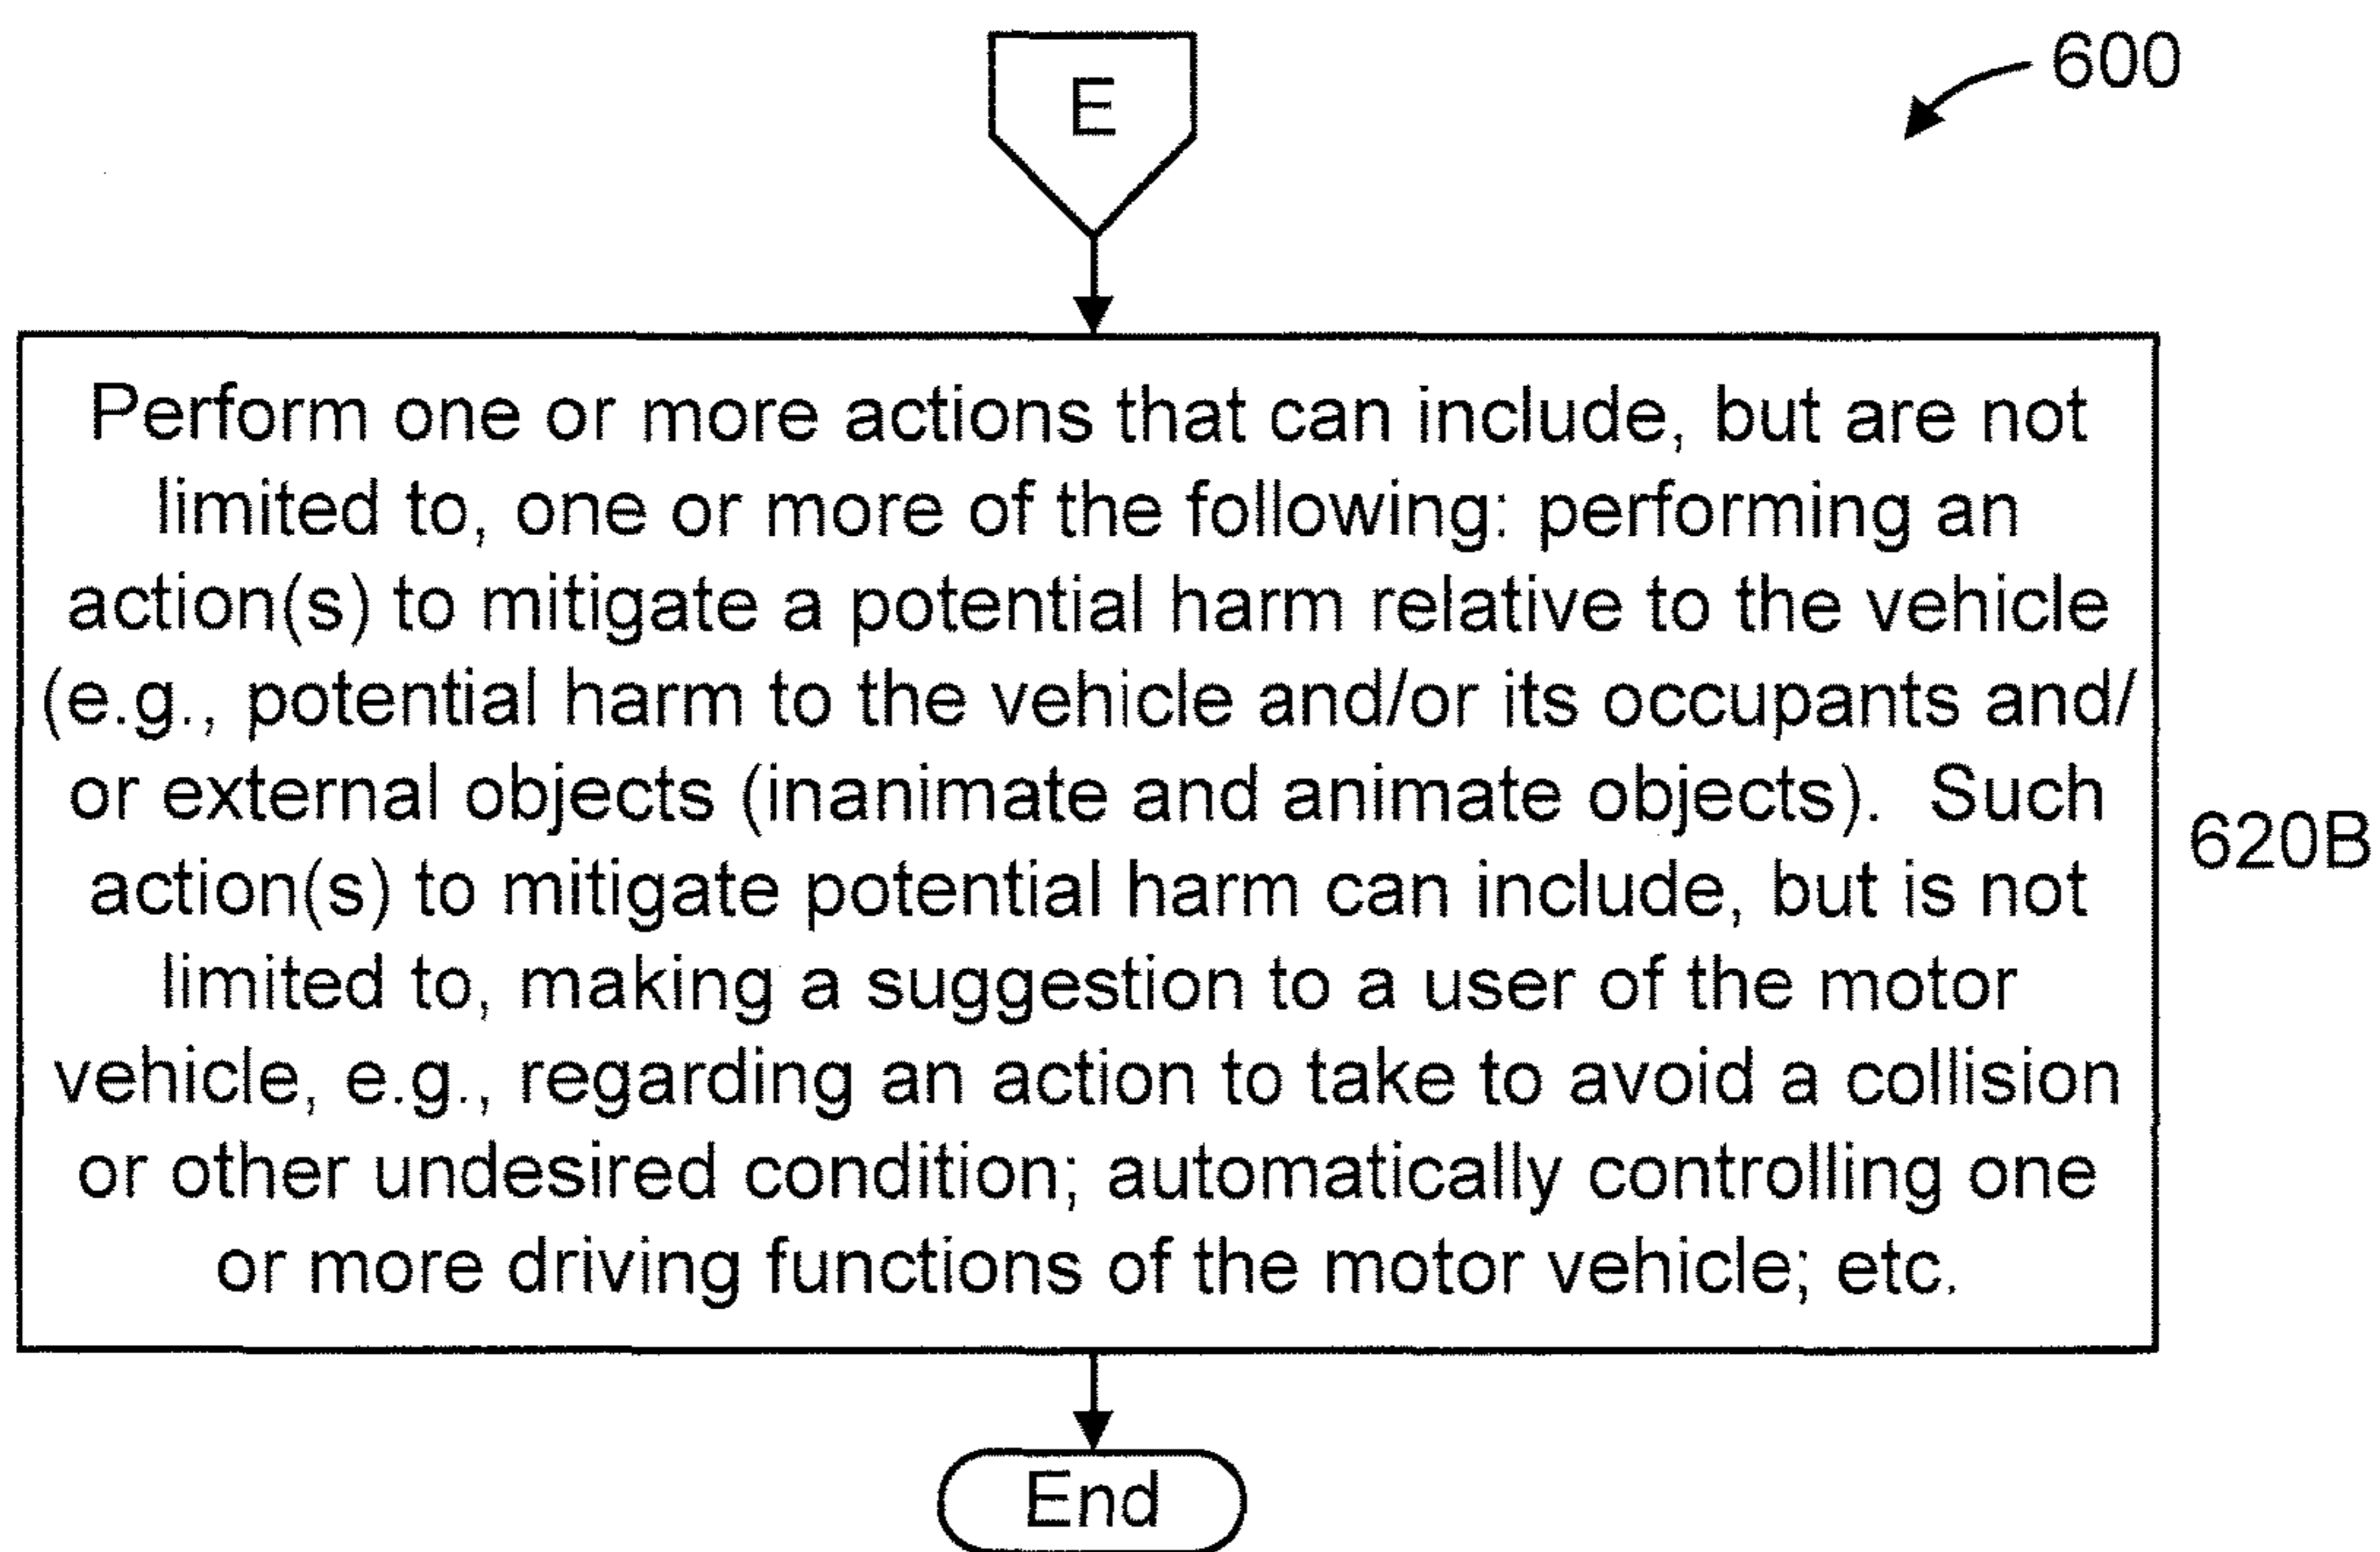 E
600
Perform one or more actions that can include, but are not
limited to, one or more of the following: performing an
action(s) to mitigate a potential harm relative to the vehicle
(e.g., potential harm to the vehicle and/or its occupants and/
or external objects (inanimate and animate objects). Such
action(s) to mitigate potential harm can include, but is not
limited to, making a suggestion to a user of the motor
vehicle, e.g., regarding an action to take to avoid a collision
or other undesired condition; automatically controlling one
or more driving functions of the motor vehicle; etc.
620B
End